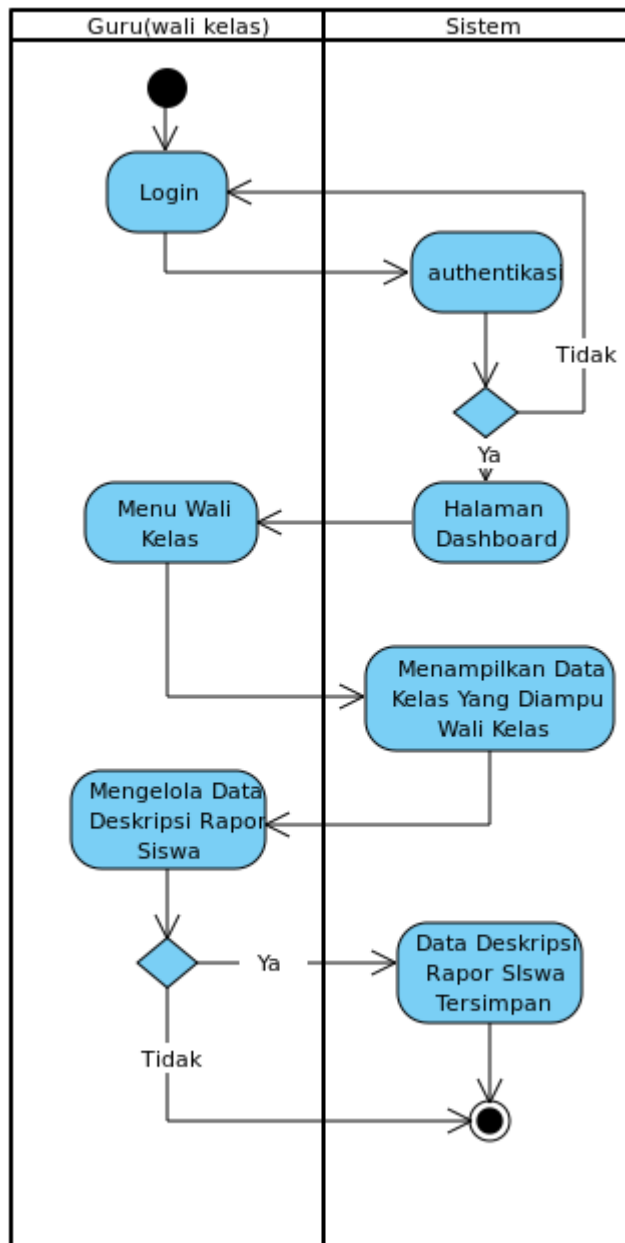 Guru(wali kelas)
Sistem
Login
authentikasi
Tidak
Ya
Halaman
Dashboard
Menu Wali
Kelas
Menampilkan Data
Kelas Yang Diampu
Wali Kelas
Mengelola Data
Deskripsi Rapor
Siswa
Ya
Data Deskripsi
Rapor SIswa
Tersimpan
Tidak